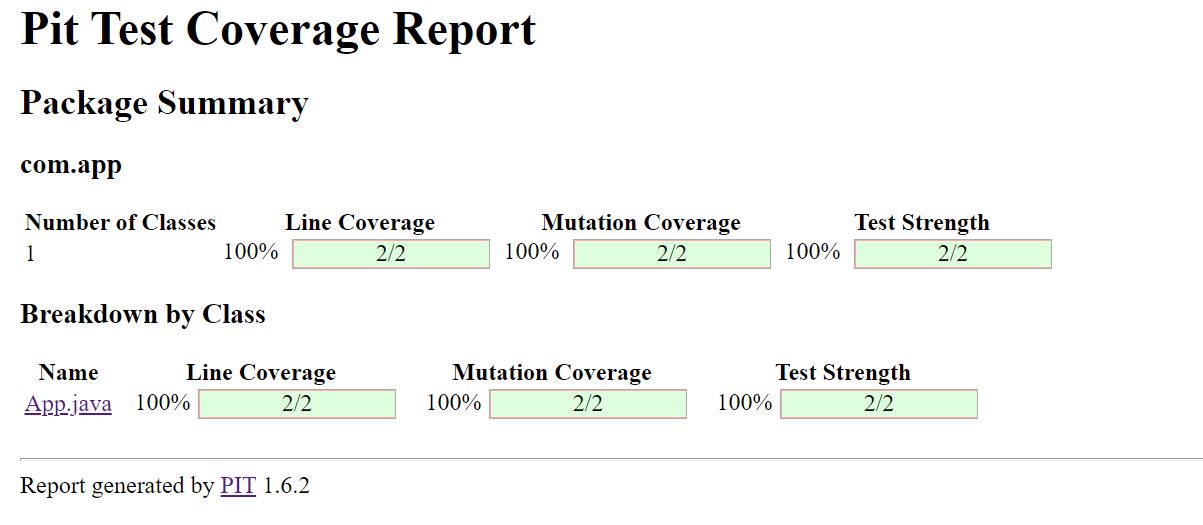 Pit Test Coverage Report
Package Summary
com.app
Number of Classes Line Coverage Mutation Coverage Test Strength
1 100% 2/2 100% 2/2 100% 2/2
Breakdown by Class
Name Line Coverage Mutation Coverage Test Strength
App.java 100% 2/2 100% 2/2 100% 2/2
Report generated by PIT 1.6.2